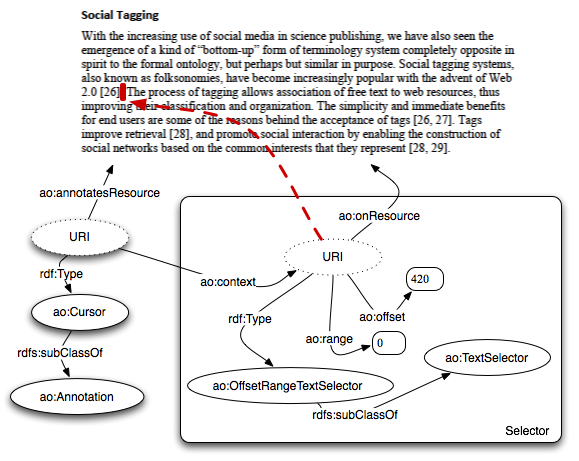 Social Tagging
With the increasing use of social media in science publishing, we have also seen the
emergence of a kind of “bottom-up” form of terminology system completely opposite in
spirit to the formal ontology, but perhaps but similar in purpose. Social tagging systems,
also known as folksonomies, have become increasingly popular with the advent of Web
2.0 [26]. The process of tagging allows association of free text to web resources, thus
improving their classification and organization. The simplicity and immediate benefits
for end users are some of the reasons behind the acceptance of tags [26, 27]. Tags
improve retrieval [28], and promote social interaction by enabling the construction of
social networks based on the common interests that they represent [28, 29].
ao:annotatesResource
ao:onResource
URI
URI
rdf:Type
ao:context
420
ao:Cursor
rdf:Type
ao:offset
ao:range
0
rdfs:subClassOf
ao:TextSelector
ao:OffsetRangeTextSelector
ao:Annotation
rdfs:subClassOf
Selector